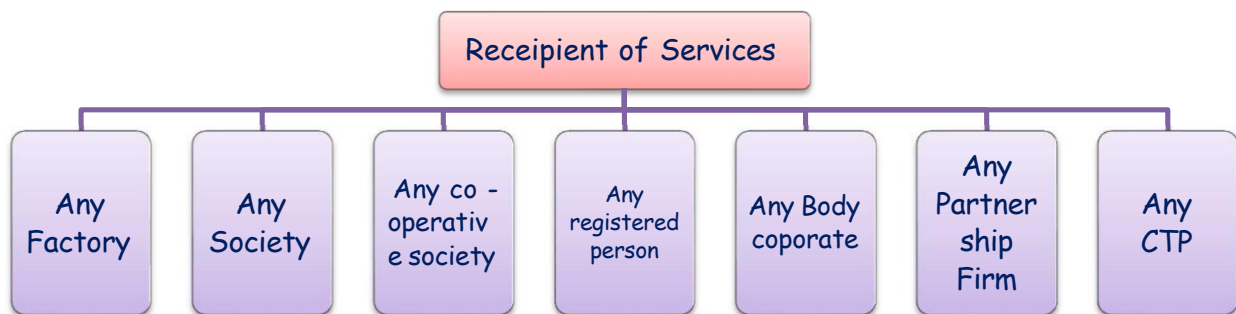 Receipient of Services
Any
Factory
Any
Society
Any co -
operativ
e society
Any
registered
person
Any Body
coporate
Any
Partner
ship
Firm
Any
CTP